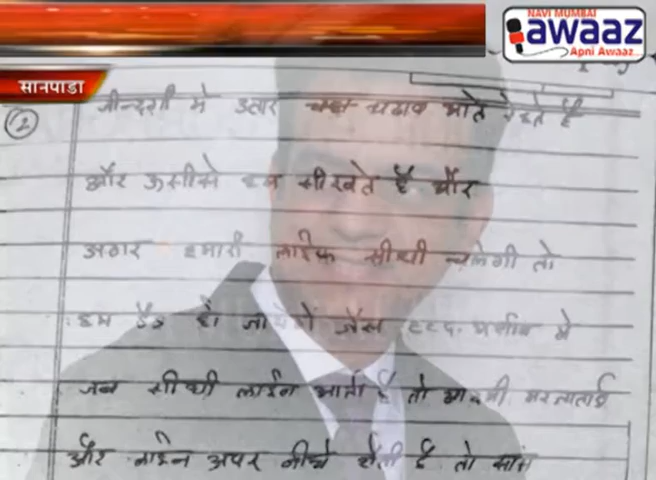 NAVI MUMBAI
awaaz
Apni Awaaz...
सानपाडा
2
जीन्दगी मे उतार चढाव आते रेहते है
और उसीसे हम सीखते है और
अगर हमारी लाईफ सीधी चलेगी तो
हम डेड हो जायेगें जैसे
जब सीधी लाईन आती है तो आदमी मरजाताहै
और लाईन अपर नीचे होती है तो सांस